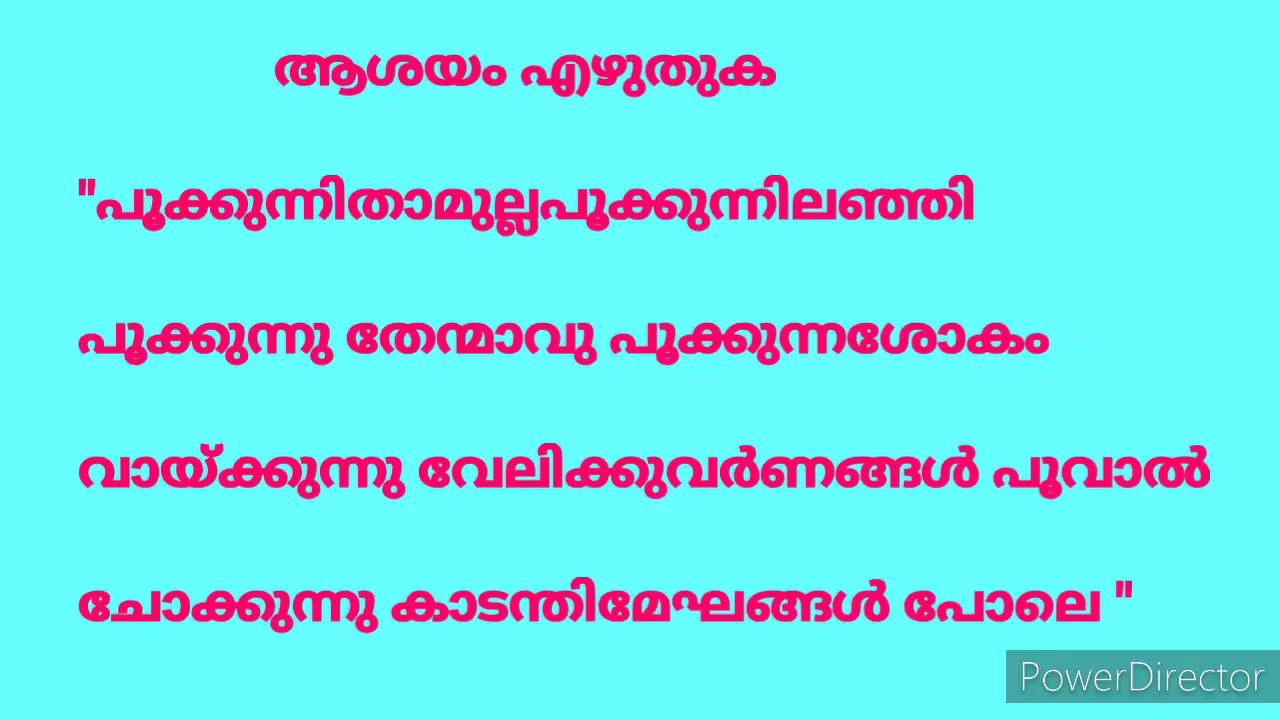 ആശയം എഴുതുക
"പൂക്കുന്നിതാമുല്ലപൂക്കുന്നിലഞ്ഞി
പൂക്കുന്നു തേന്മാവു പൂക്കുന്നശോകം
വായ്ക്കുന്നു വേലിക്കുവർണങ്ങൾ പൂവാൽ
ചോക്കുന്നു കാടന്തിമേഘങ്ങൾ പോലെ "
PowerDirector